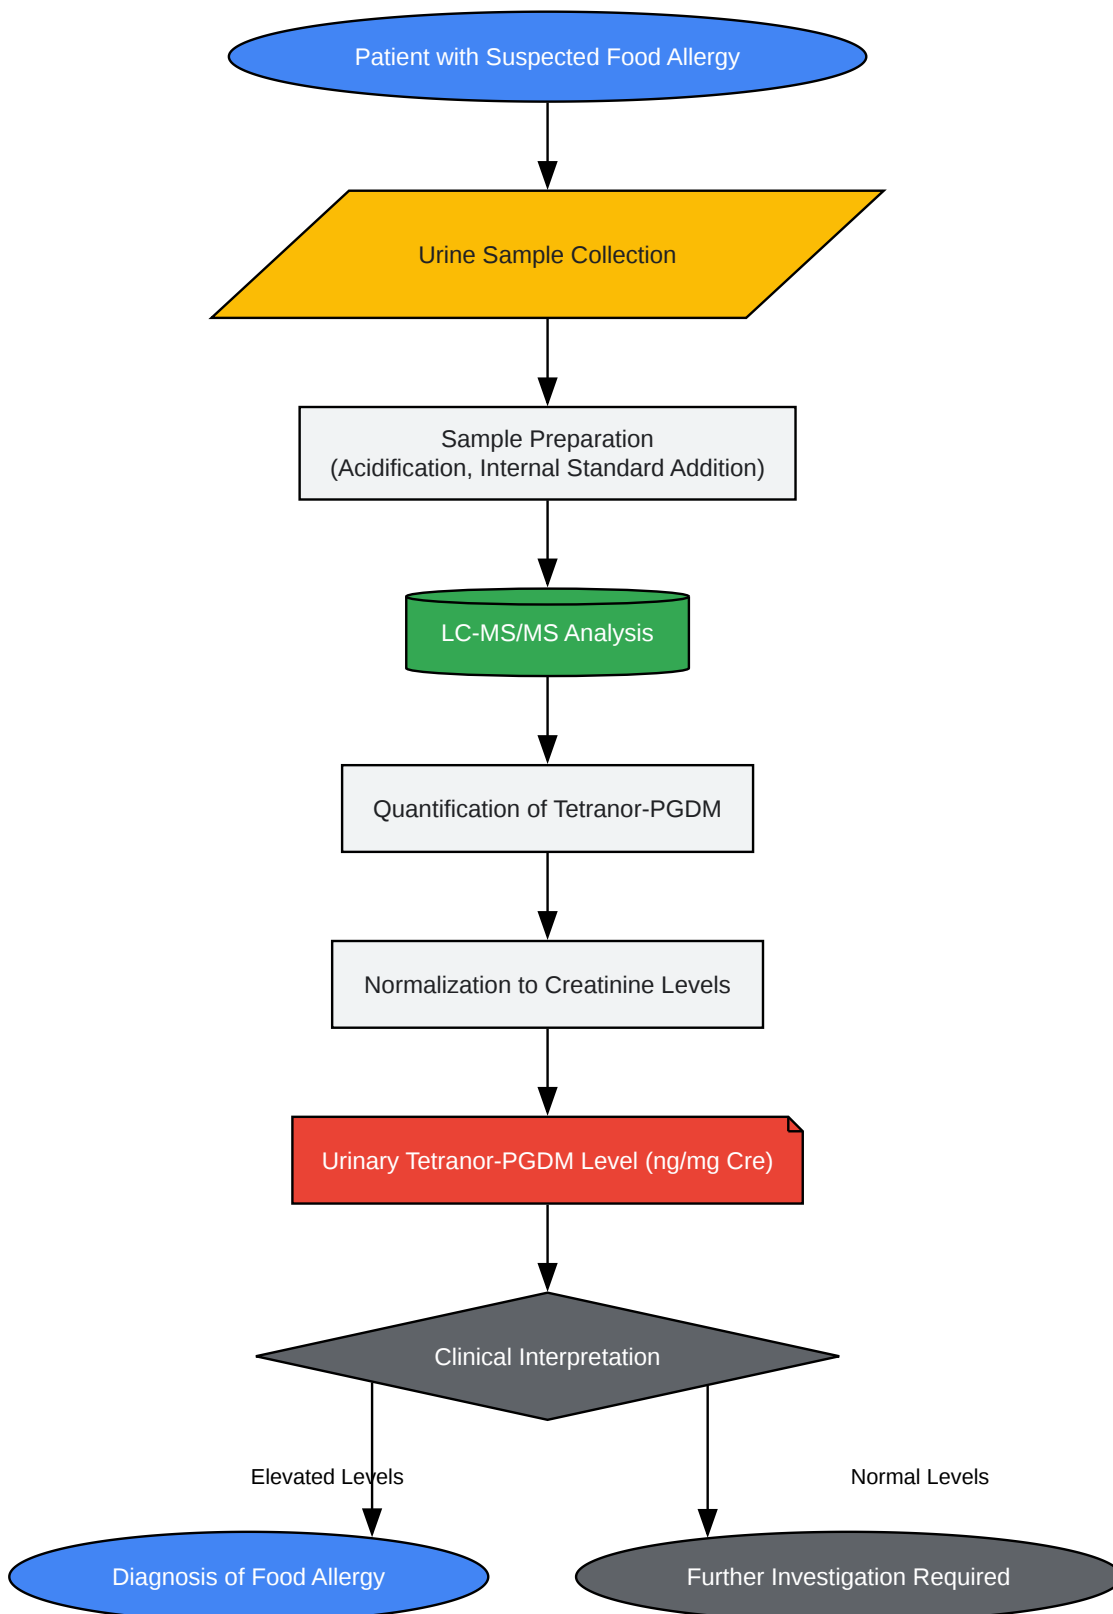 Patient with Suspected Food Allergy
Urine Sample Collection
Sample Preparation
(Acidification, Internal Standard Addition)
LC-MS/MS Analysis
Quantification of Tetranor-PGDM
Normalization to Creatinine Levels
Urinary Tetranor-PGDM Level (ng/mg Cre)
Clinical Interpretation
Elevated Levels
Normal Levels
Diagnosis of Food Allergy
Further Investigation Required